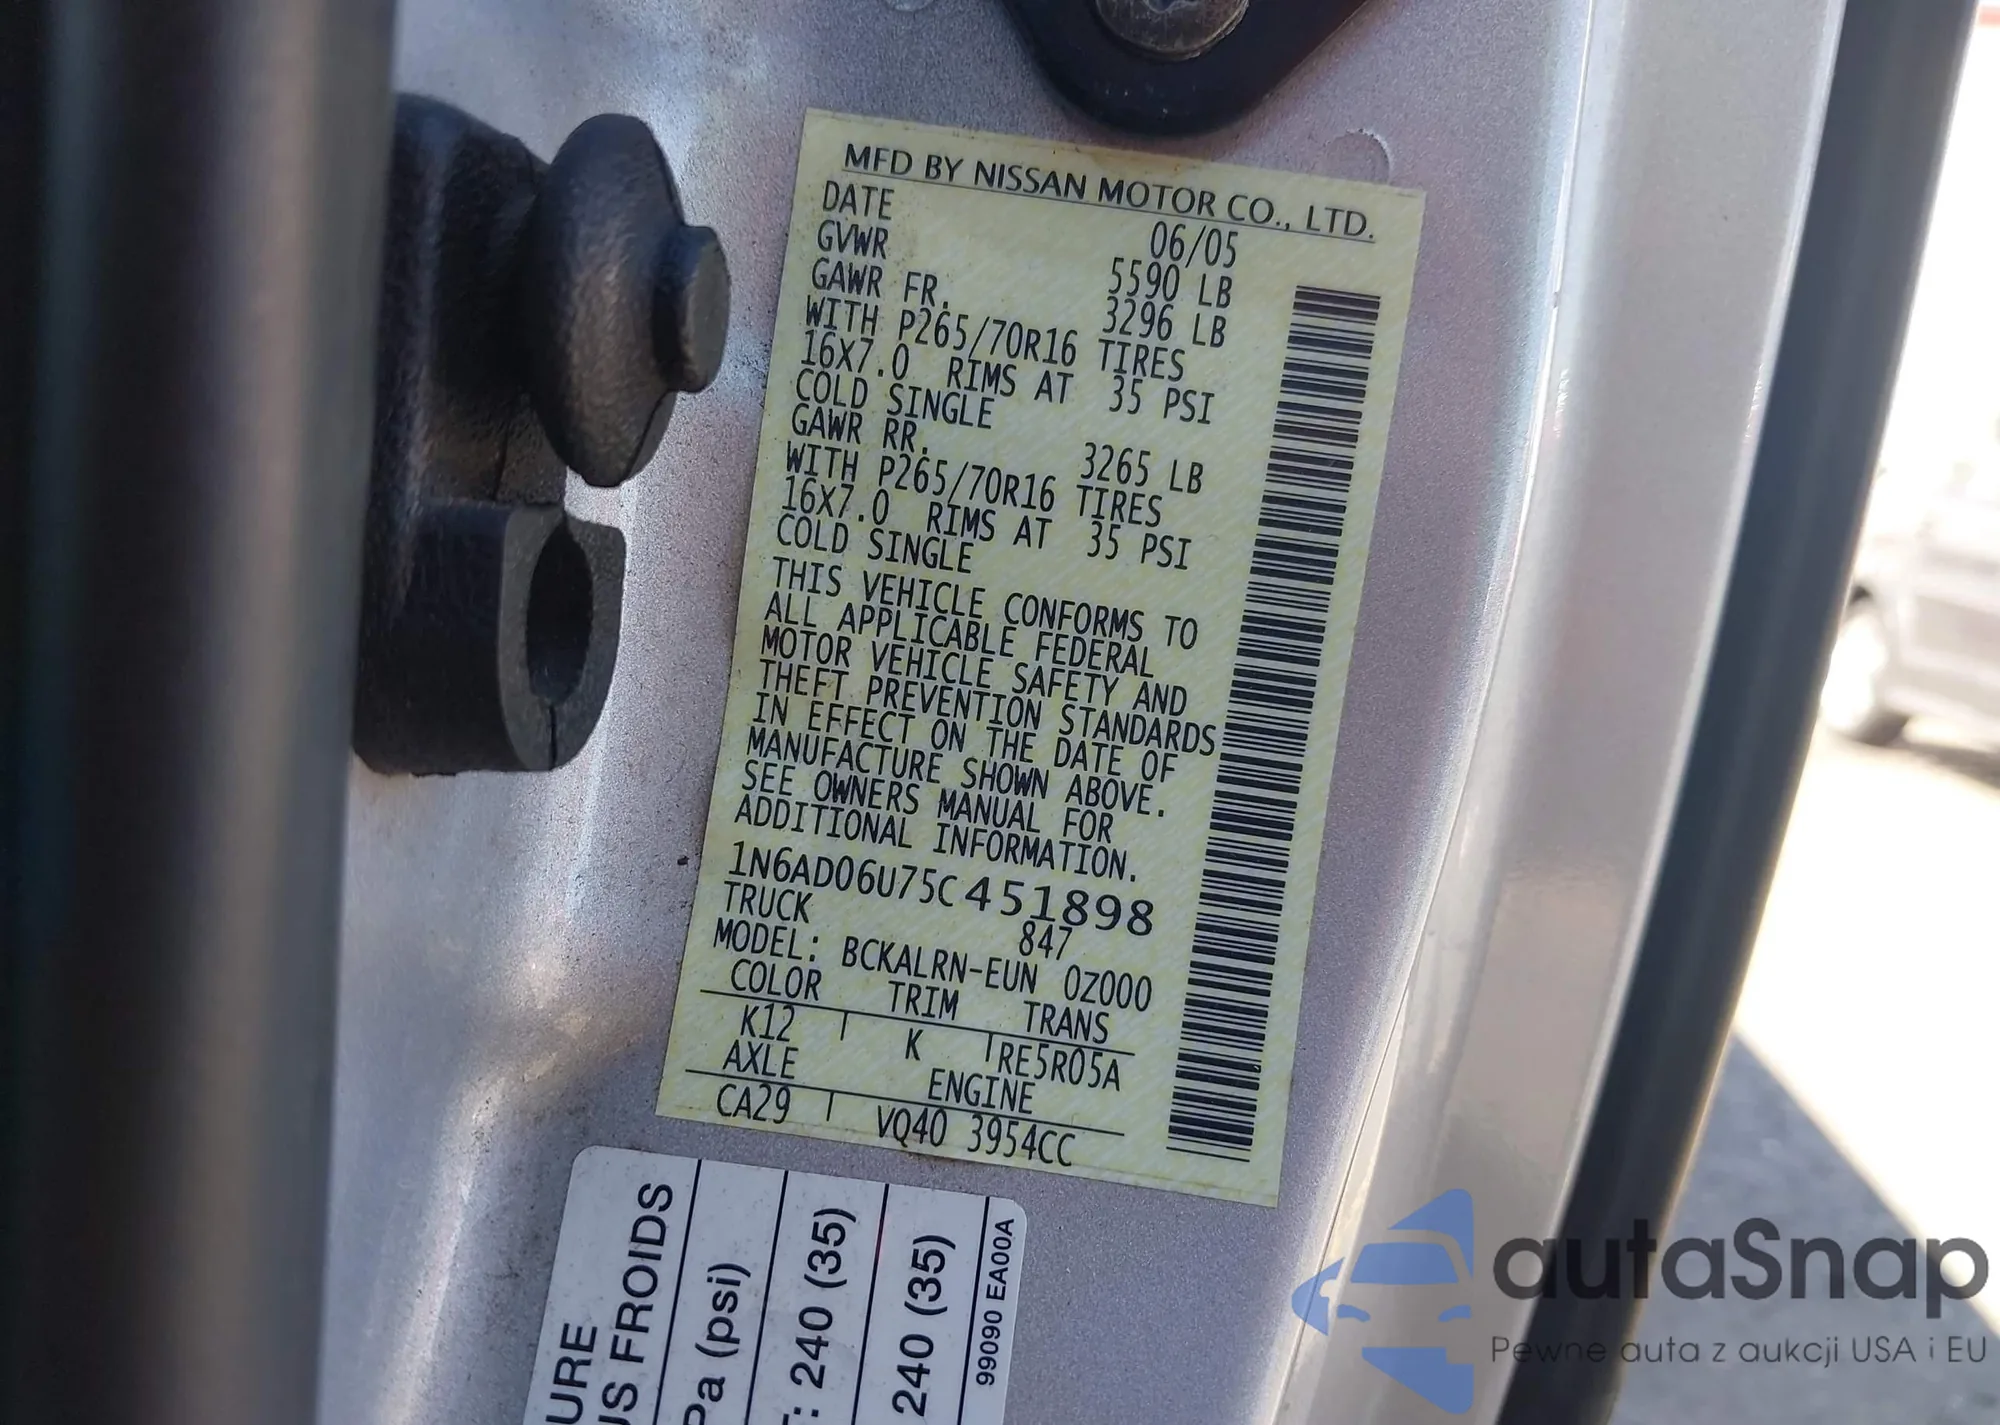 MFD BY NISSAN MOTOR CO., LTD.
DATE 06/05
GVWR 5590 LB
GAWR FR. 3296 LB
WITH P265/70R16 TIRES
16X7.0 RIMS AT 35 PSI
COLD SINGLE
GAWR RR. 3265 LB
WITH P265/70R16 TIRES
16X7.0 RIMS AT 35 PSI
COLD SINGLE
THIS VEHICLE CONFORMS TO
ALL APPLICABLE FEDERAL
MOTOR VEHICLE SAFETY AND
THEFT PREVENTION STANDARDS
IN EFFECT ON THE DATE OF
MANUFACTURE SHOWN ABOVE.
SEE OWNERS MANUAL FOR
ADDITIONAL INFORMATION.
1N6AD06U75C451898
TRUCK 847
MODEL: BCKALRN-EUN 0Z000
COLOR TRIM TRANS
K12 K RE5R05A
AXLE ENGINE
CA29 VQ40 3954CC
URE
US FROIDS
Pa (psi)
: 240 (35)
240 (35)
99090 EA00A
autaSnap
Pewne auta z aukcji USA i EU